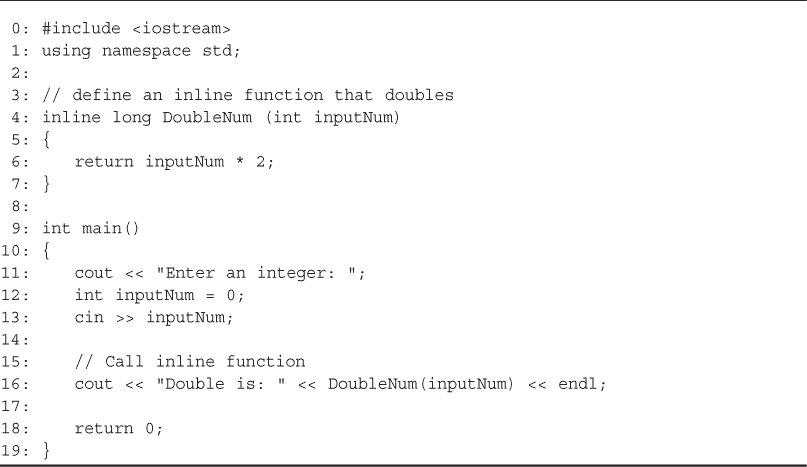 0: #include <iostream>
1: using namespace std;
2:
3: // define an inline function that doubles
4: inline long DoubleNum (int inputNum)
5: {
6:    return inputNum * 2;
7: }
8:
9: int main()
10: {
11:    cout << "Enter an integer: ";
12:    int inputNum = 0;
13:    cin >> inputNum;
14:
15:    // Call inline function
16:    cout << "Double is: " << DoubleNum(inputNum) << endl;
17:
18:    return 0;
19: }